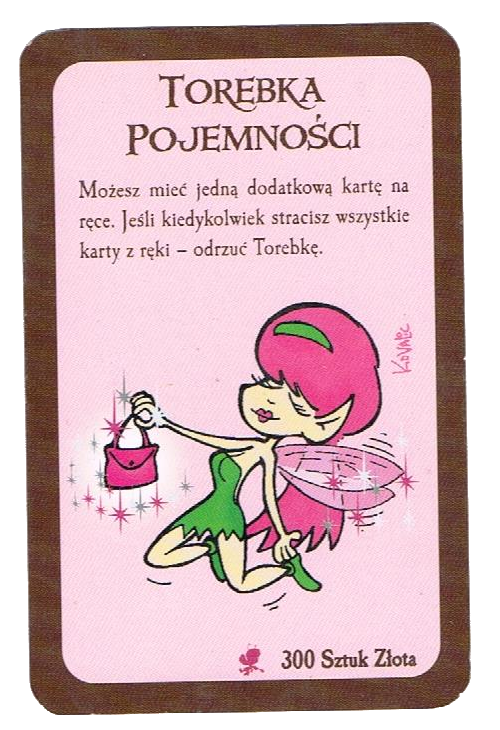 Torebka
Pojemności
Możesz mieć jedną dodatkową kartę na
ręce. Jeśli kiedykolwiek stracisz wszystkie
karty z ręki – odrzuć Torebkę.
Kovalic
300 Sztuk Złota